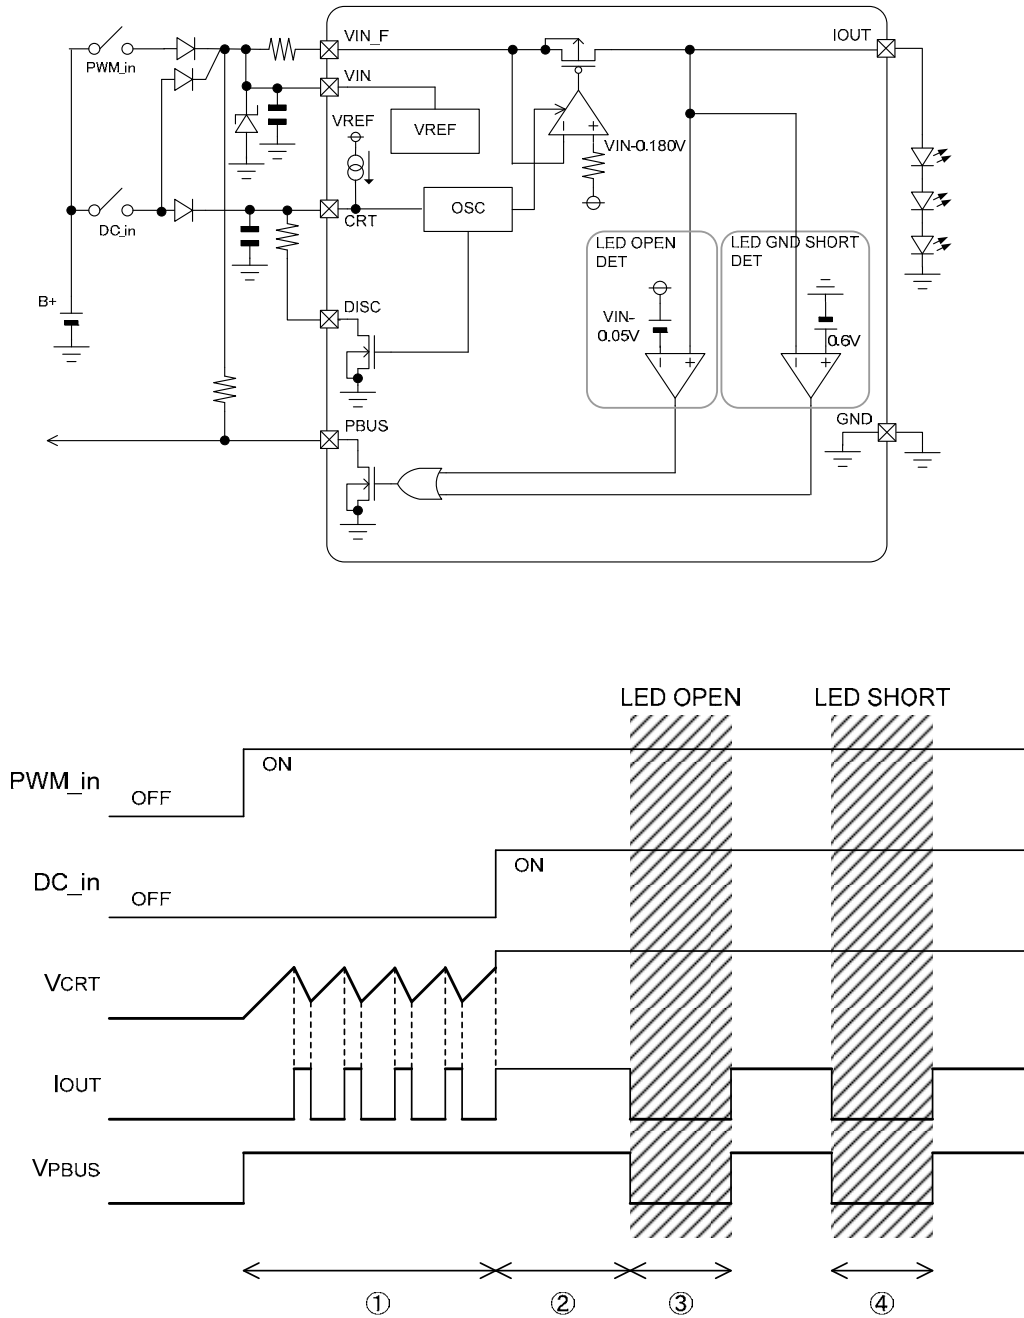 VIN_F
IOUT
PWM_in
VIN
VREF
VREF
VIN-0.180V
OSC
CRT
DC_in
LED OPEN
DET
LED GND SHORT
DET
B+
DISC
VIN-
0.05V
0.6V
PBUS
GND
LED OPEN
LED SHORT
PWM_in
OFF
ON
DC_in
OFF
ON
VCRT
IOUT
VPBUS
①
②
③
④